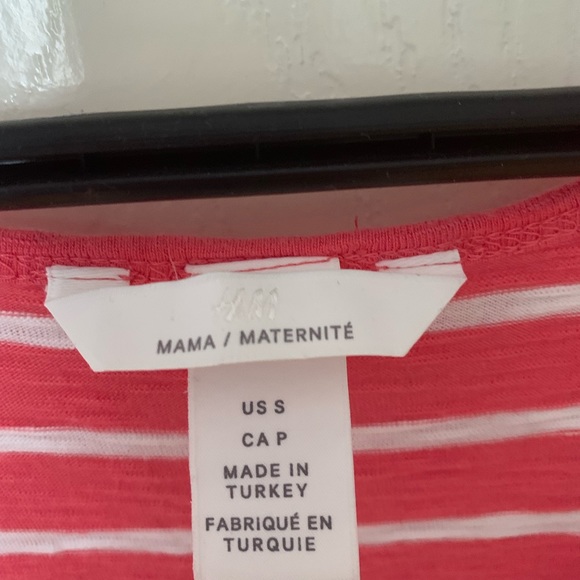 H&M
MAMA / MATERNITÉ
US S
CA P
MADE IN
TURKEY
FABRIQUÉ EN
TURQUIE